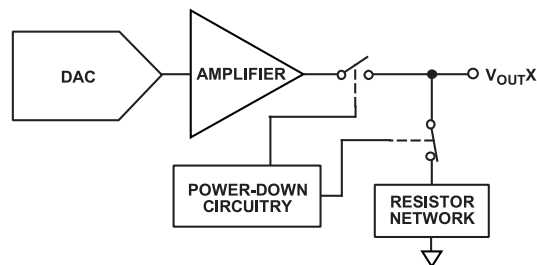 DAC
AMPLIFIER
VOUTX
POWER-DOWN
CIRCUITRY
RESISTOR
NETWORK